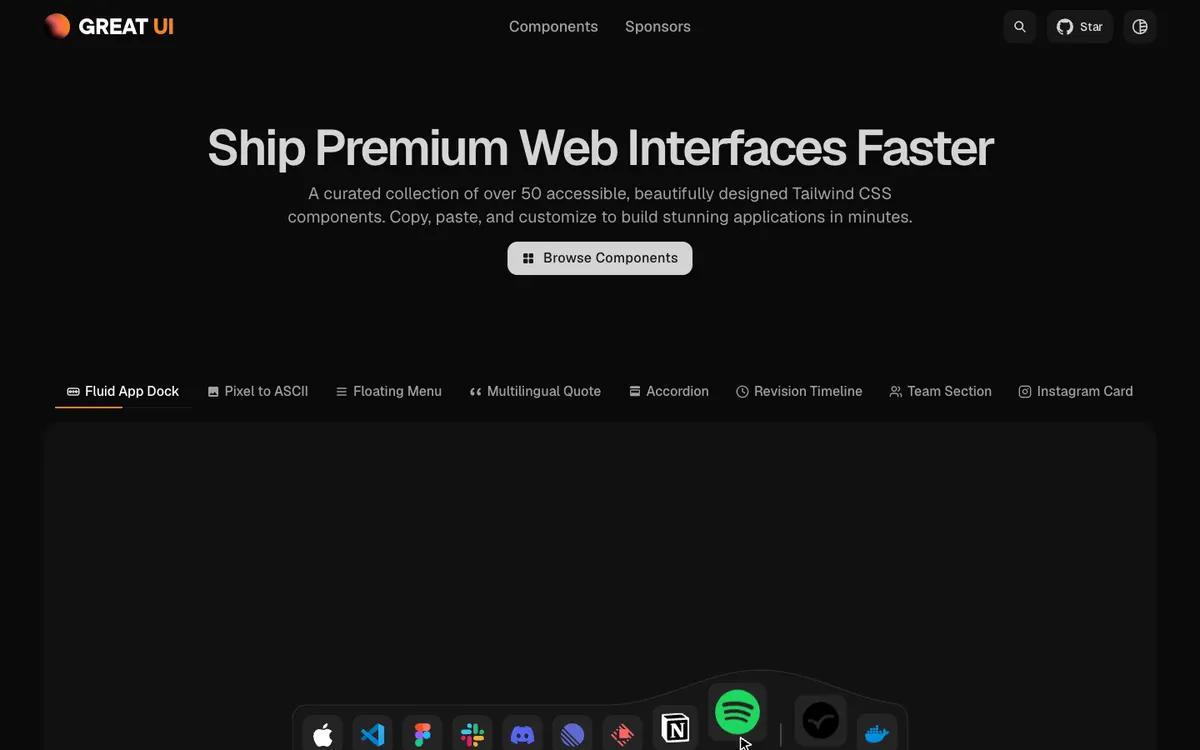 GREAT UI
Components
Sponsors
Star
Ship Premium Web Interfaces Faster
A curated collection of over 50 accessible, beautifully designed Tailwind CSS
components. Copy, paste, and customize to build stunning applications in minutes.
Browse Components
Fluid App Dock
Pixel to ASCII
Floating Menu
Multilingual Quote
Accordion
Revision Timeline
Team Section
Instagram Card
N